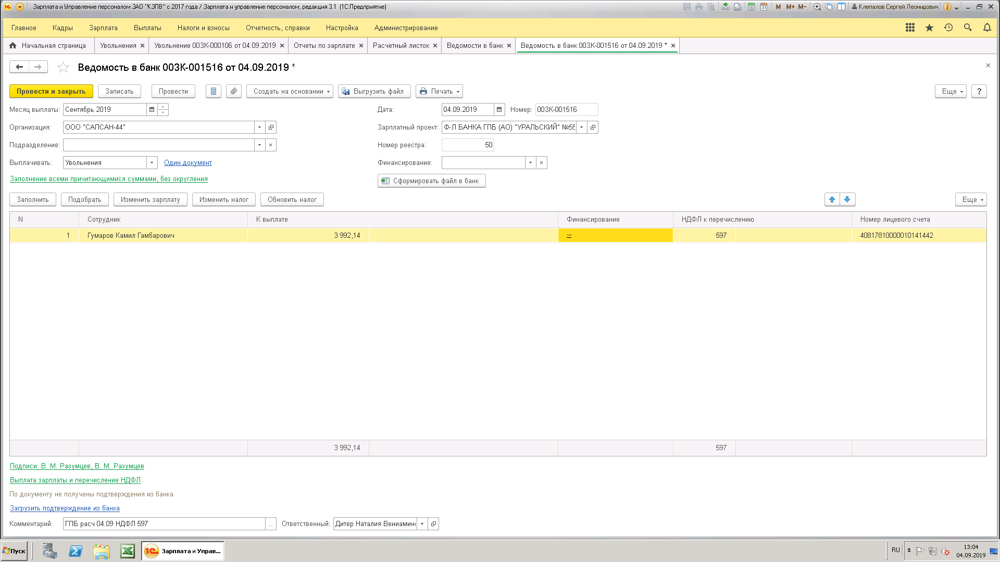 Зарплата и Управление персоналом ЗАО "КЗПВ" с 2017 года / Зарплата и управление персоналом, редакция 3.1 (1С:Предприятие)
M M+ M- Клепалов Сергей Леонидович
Главное Кадры Зарплата Выплаты Налоги и взносы Отчетность, справки Настройка Администрирование
Начальная страница Увольнения Увольнение 00ЗК-000106 от 04.09.2019 Отчеты по зарплате Расчетный листок Ведомости в банк Ведомость в банк 00ЗК-001516 от 04.09.2019 *
Ведомость в банк 00ЗК-001516 от 04.09.2019 *
Провести и закрыть Записать Провести Создать на основании Выгрузить файл Печать Еще ?
Месяц выплаты: Сентябрь 2019 Дата: 04.09.2019 Номер: 00ЗК-001516
Организация: ООО "САПСАН-44" Зарплатный проект: Ф-Л БАНКА ГПБ (АО) "УРАЛЬСКИЙ" №55
Подразделение: Номер реестра: 50
Выплачивать: Увольнения Один документ Финансирование:
Заполнение всеми причитающимися суммами, без округления Сформировать файл в банк
Заполнить Подобрать Изменить зарплату Изменить налог Обновить налог Еще
N Сотрудник К выплате Финансирование НДФЛ к перечислению Номер лицевого счета
1 Гумаров Камил Гамбарович 3 992,14 ... 597 40817810000010141442
3 992,14 597
Подписи: В. М. Разумцев, В. М. Разумцев
Выплата зарплаты и перечисление НДФЛ
По документу не получены подтверждения из банка
Загрузить подтверждение из банка
Комментарий: ГПБ расч 04.09 НДФЛ 597 ... Ответственный: Дитер Наталия Вениамин
Пуск Зарплата и Управ... RU 13:04
04.09.2019